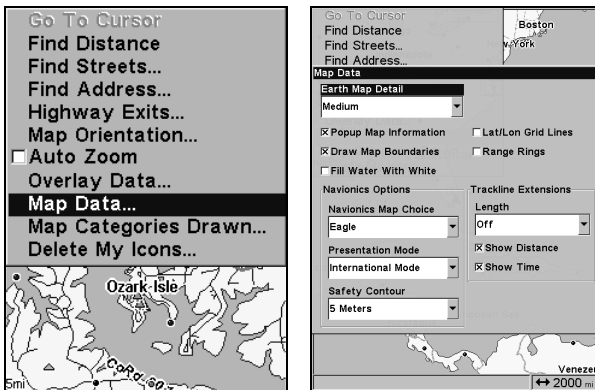 Go To Cursor
Find Distance
Find Streets...
Find Address...
Highway Exits...
Map Orientation...
Auto Zoom
Overlay Data...
Map Data...
Map Categories Drawn...
Delete My Icons...
Ozark Isle
CoRd 60
5mi
Go To Cursor
Find Distance
Find Streets...
Find Address...
Boston
York
Map Data
Earth Map Detail
Medium
Popup Map Information
Lat/Lon Grid Lines
Draw Map Boundaries
Range Rings
Fill Water With White
Navionics Options
Navionics Map Choice
Eagle
Presentation Mode
International Mode
Safety Contour
5 Meters
Trackline Extensions
Length
Off
Show Distance
Show Time
Venezer
2000 mi